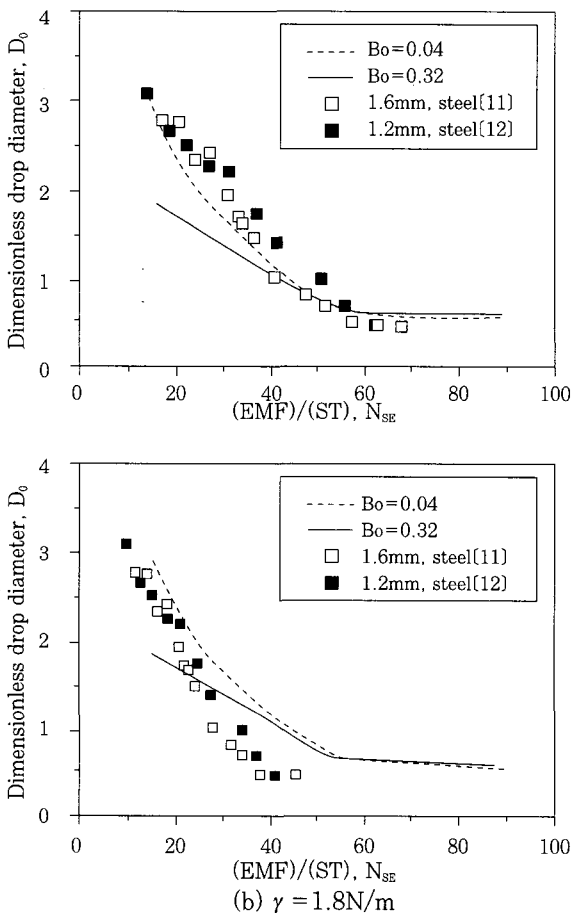 4
3
2
1
0
Dimensionless drop diameter, D₀
Bo=0.04
Bo=0.32
1.6mm, steel[11]
1.2mm, steel[12]
0
20
40
60
80
100
(EMF)/(ST), N_SE
4
3
2
1
0
Dimensionless drop diameter, D₀
Bo=0.04
Bo=0.32
1.6mm, steel[11]
1.2mm, steel[12]
0
20
40
60
80
100
(EMF)/(ST), N_SE
(b) γ=1.8N/m